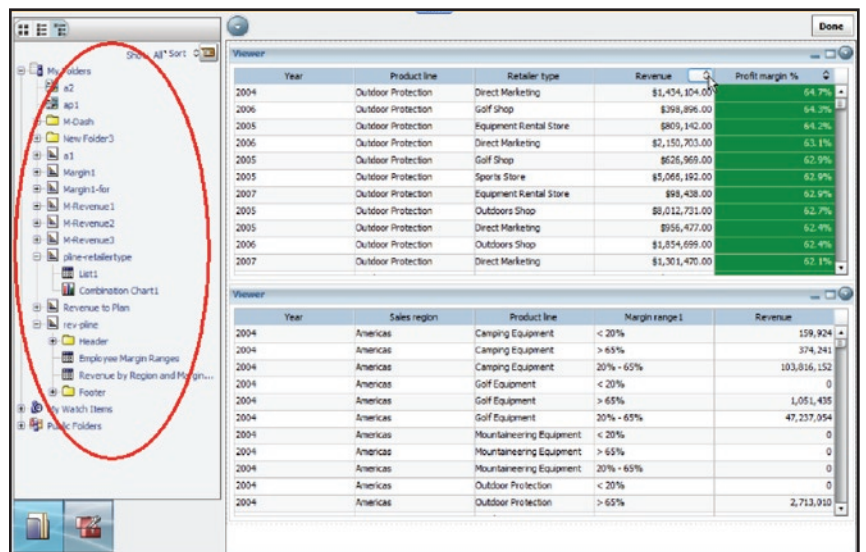 Done
Show All Sort
My Folders
a2
ap1
M-Dash
New Folder3
a1
Margin1
Margin1-for
M-Revenue1
M-Revenue2
M-Revenue3
pline-retailertype
List1
Combination Chart1
Revenue to Plan
rev-pline
Header
Employee Margin Ranges
Revenue by Region and Margin...
Footer
My Watch Items
Public Folders
Viewer
Year Product line Retailer type Revenue Profit margin %
2004 Outdoor Protection Direct Marketing $1,434,104.00 64.7%
2006 Outdoor Protection Golf Shop $398,896.00 64.3%
2005 Outdoor Protection Equipment Rental Store $809,142.00 64.2%
2006 Outdoor Protection Direct Marketing $2,150,703.00 63.1%
2005 Outdoor Protection Golf Shop $626,969.00 62.9%
2005 Outdoor Protection Sports Store $5,066,192.00 62.9%
2007 Outdoor Protection Equipment Rental Store $98,438.00 62.9%
2005 Outdoor Protection Outdoors Shop $8,012,731.00 62.7%
2005 Outdoor Protection Direct Marketing $956,477.00 62.4%
2006 Outdoor Protection Outdoors Shop $1,854,699.00 62.4%
2007 Outdoor Protection Direct Marketing $1,301,470.00 62.1%
Viewer
Year Sales region Product line Margin range1 Revenue
2004 Americas Camping Equipment < 20% 159,924
2004 Americas Camping Equipment > 65% 374,241
2004 Americas Camping Equipment 20% - 65% 103,816,152
2004 Americas Golf Equipment < 20% 0
2004 Americas Golf Equipment > 65% 1,051,435
2004 Americas Golf Equipment 20% - 65% 47,237,054
2004 Americas Mountaineering Equipment < 20% 0
2004 Americas Mountaineering Equipment > 65% 0
2004 Americas Mountaineering Equipment 20% - 65% 0
2004 Americas Outdoor Protection < 20% 0
2004 Americas Outdoor Protection > 65% 2,713,010